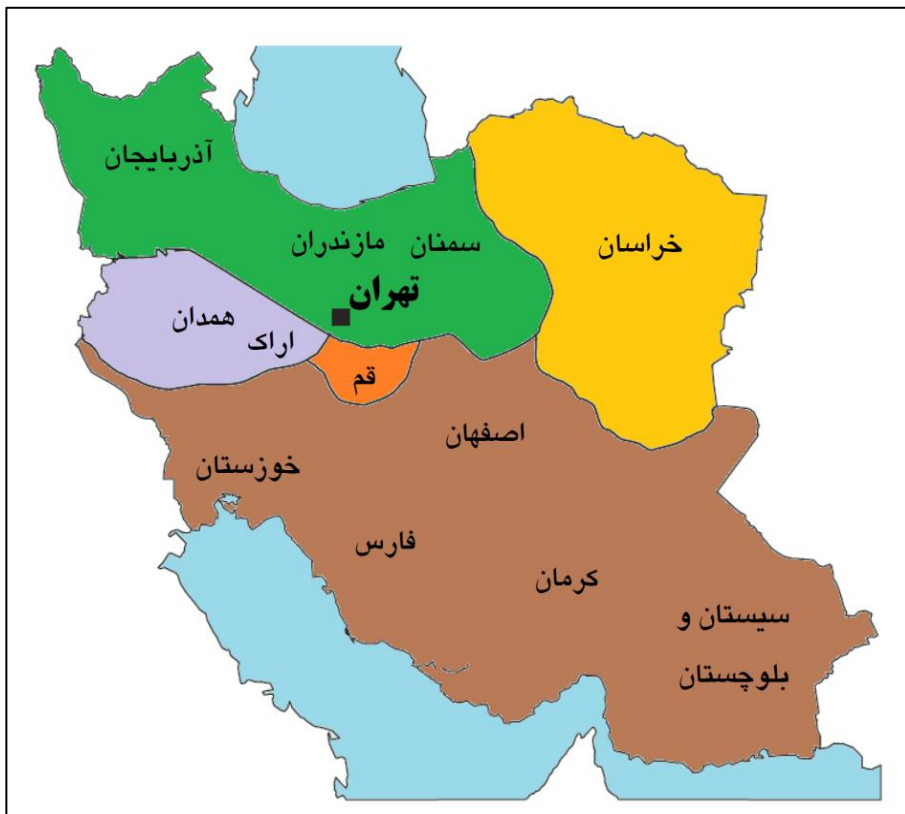 آذربایجان
سمنان مازندران
خراسان
تهران
همدان
اراک
قم
اصفهان
خوزستان
فارس
کرمان
سیستان و
بلوچستان